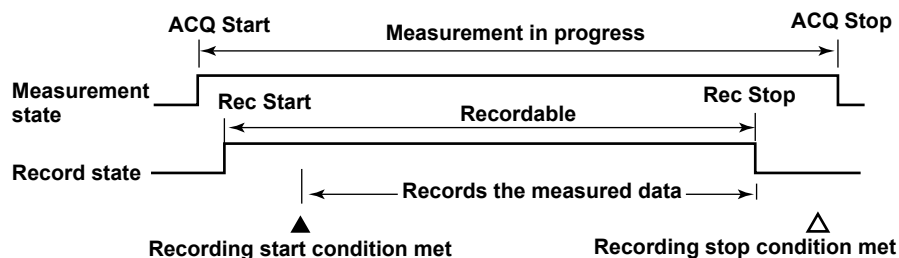 ACQ Start
ACQ Stop
Measurement in progress
Measurement
state
Rec Start
Rec Stop
Recordable
Record state
Records the measured data
Recording start condition met
Recording stop condition met